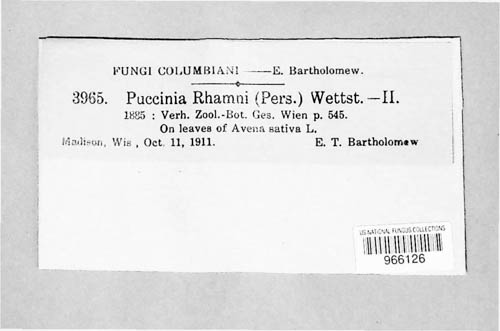 FUNGI COLUMBIANI —— E. Bartholomew.
3965. Puccinia Rhamni (Pers.) Wettst. —II.
1885 : Verh. Zool.-Bot. Ges. Wien p. 545.
On leaves of Avena sativa L.
Madison, Wis , Oct. 11, 1911. E. T. Bartholomew
US NATIONAL FUNGUS COLLECTIONS
966126